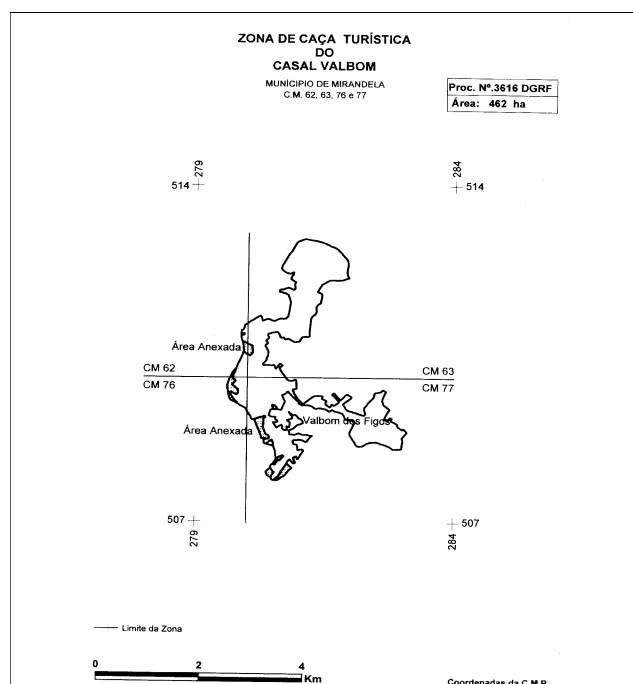 ZONA DE CAÇA TURÍSTICA
DO
CASAL VALBOM
MUNICÍPIO DE MIRANDELA
C.M. 62, 63, 76 e 77
Proc. Nº.3616 DGRF
Área: 462 ha
279
284
514
514
Área Anexada
CM 62
CM 63
CM 76
CM 77
Valbom dos Figos
Área Anexada
507
507
279
284
Limite da Zona
0 2 4
Km
Coordenadas da C.M.P.